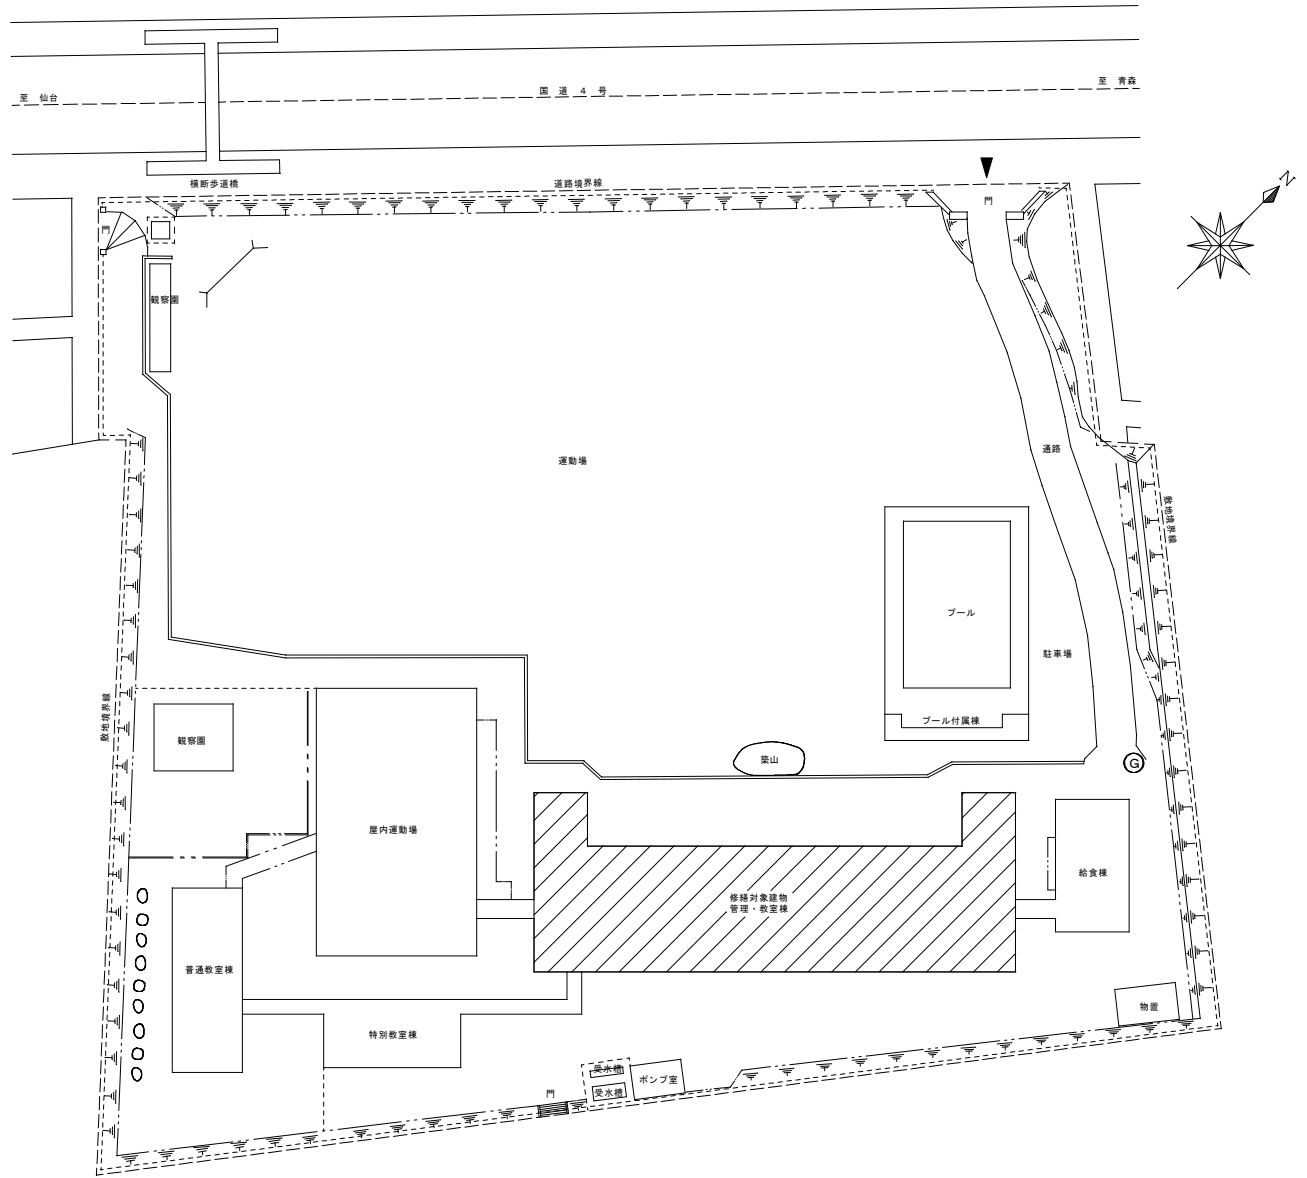 至 青森
至 仙台
国 道 4 号
横断歩道橋
道路境界線
N
門
門
観察園
運動場
通路
敷地境界線
プール
駐車場
敷地境界線
プール付属棟
観察園
築山
G
屋内運動場
給食棟
修繕対象建物
管理・教室棟
普通教室棟
物置
特別教室棟
受水槽
ポンプ室
受水槽
門